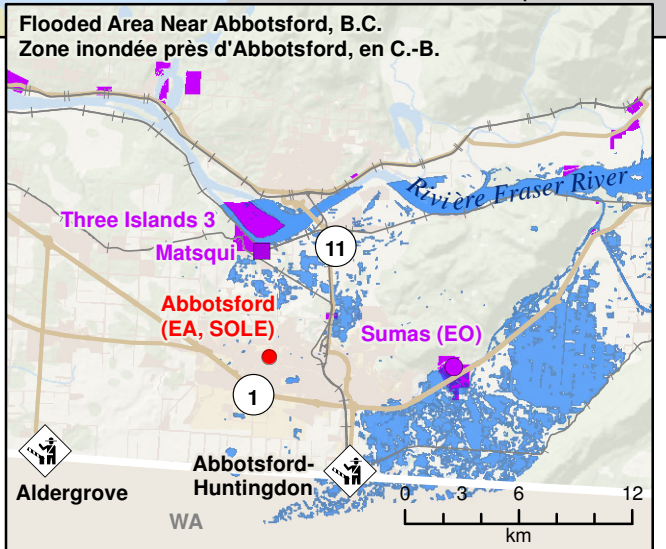 Flooded Area Near Abbotsford, B.C.
Zone inondée près d'Abbotsford, en C.-B.
Rivière Fraser River
Three Islands 3
Matsqui
11
Abbotsford
(EA, SOLE)
Sumas (EO)
1
Abbotsford-
Huntingdon
Aldergrove
WA
0 3 6 12
km